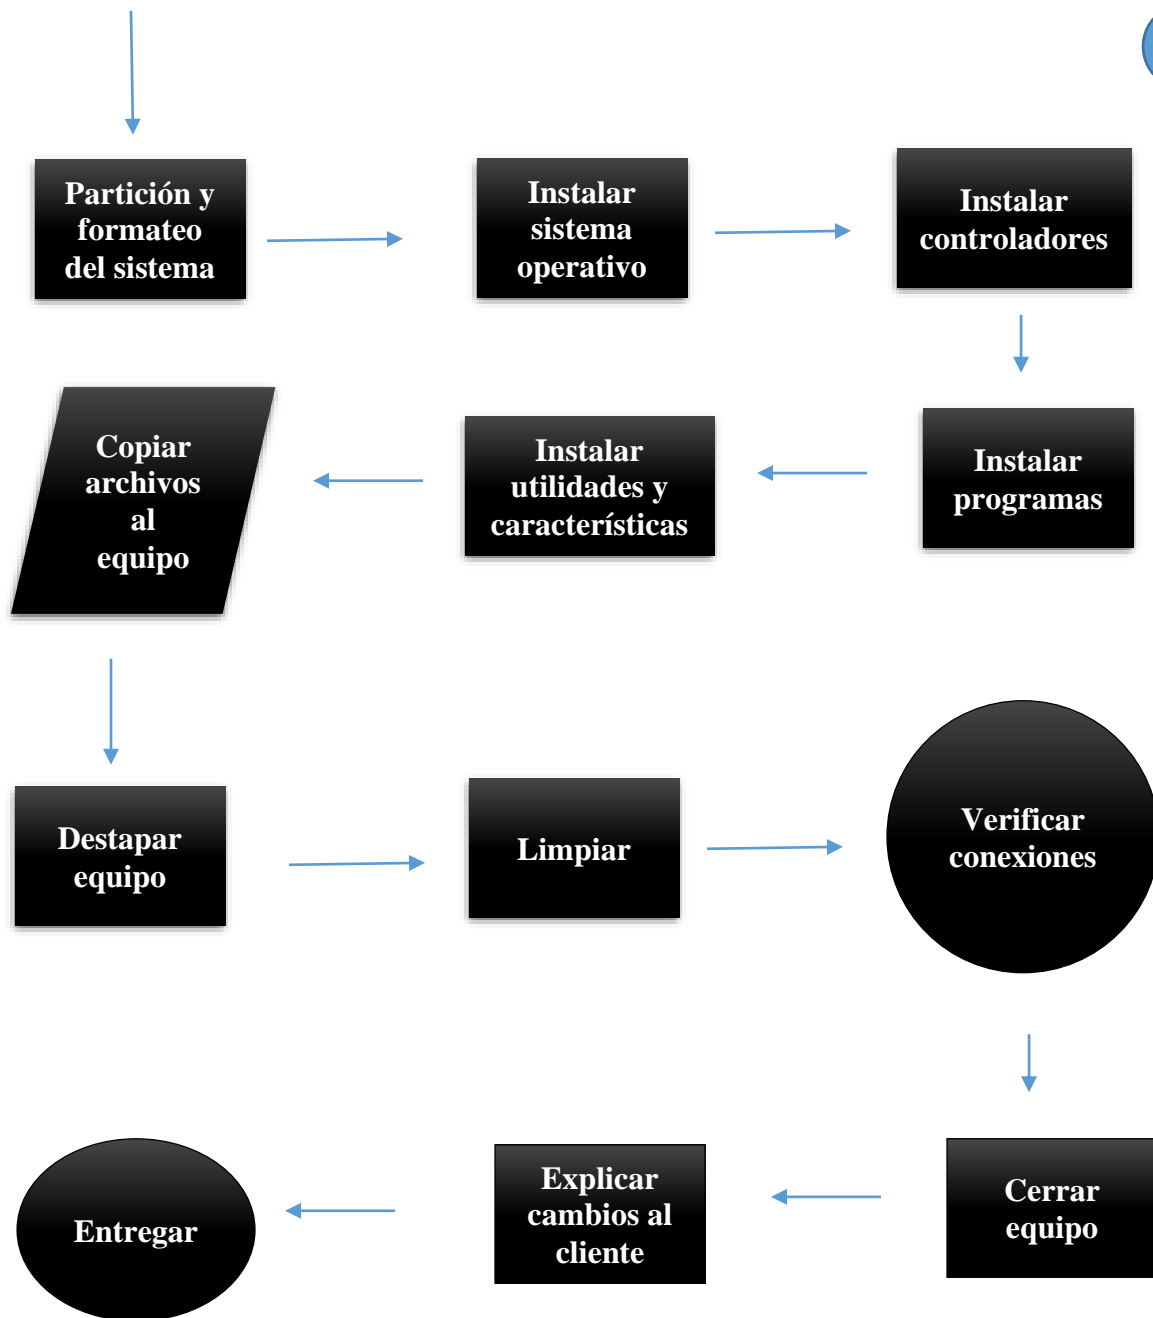 Partición y
formateo
del sistema
Instalar
sistema
operativo
Instalar
controladores
Instalar
programas
Instalar
utilidades y
características
Copiar
archivos
al
equipo
Destapar
equipo
Limpiar
Verificar
conexiones
Cerrar
equipo
Explicar
cambios al
cliente
Entregar